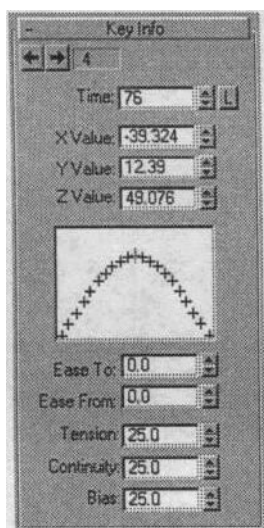 - Key Info
4
Time: 76 L
X Value: -39.324
Y Value: 12.39
Z Value: 49.076
Ease To: 0.0
Ease From: 0.0
Tension: 25.0
Continuity: 25.0
Bias: 25.0